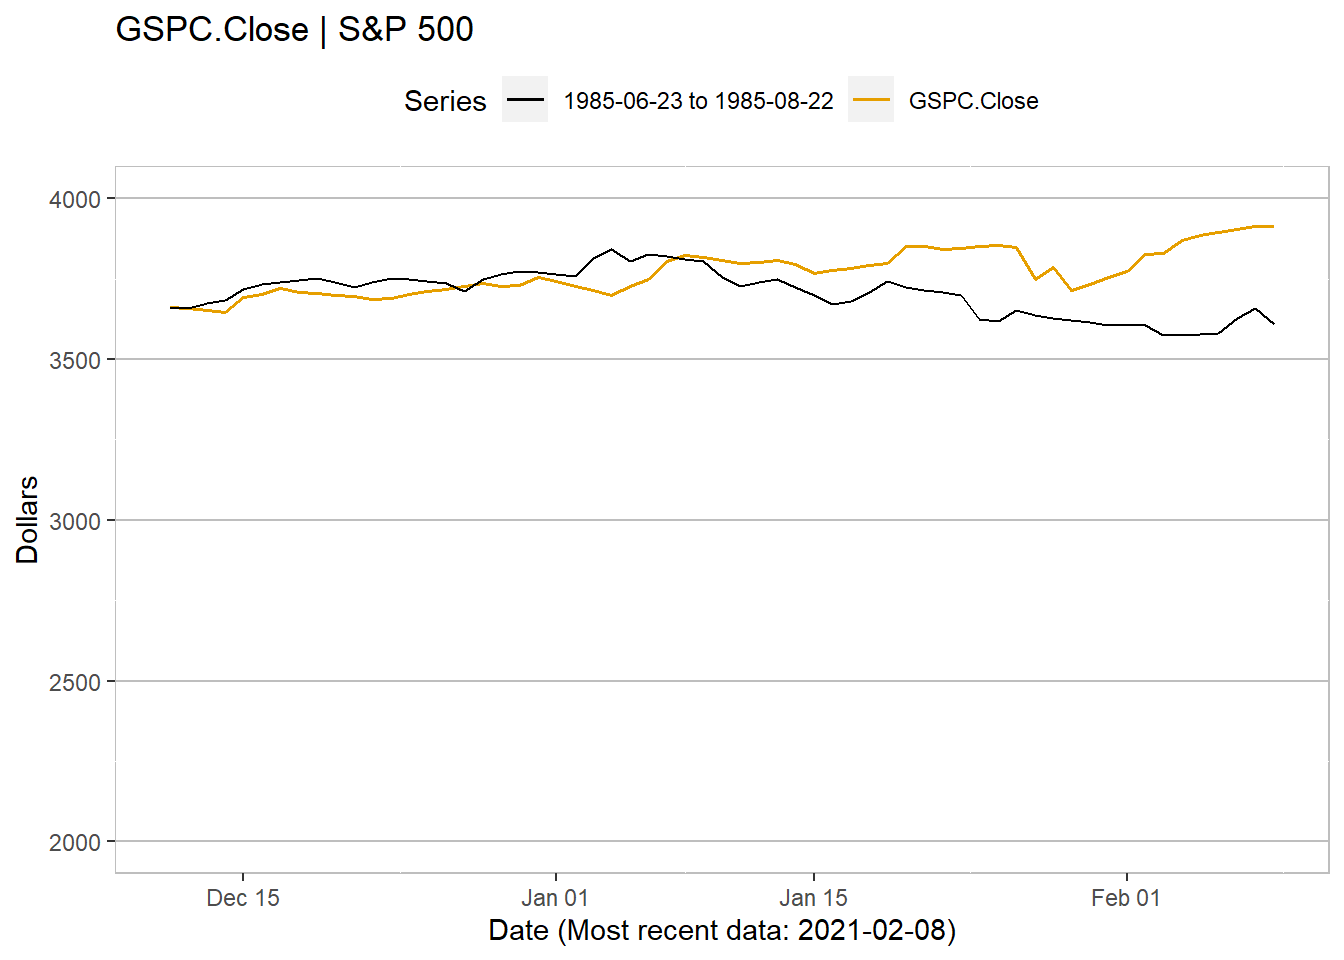 GSPC.Close | S&P 500
Series 1985-06-23 to 1985-08-22 GSPC.Close
4000
3500
3000
2500
2000
Dollars
Dec 15 Jan 01 Jan 15 Feb 01
Date (Most recent data: 2021-02-08)